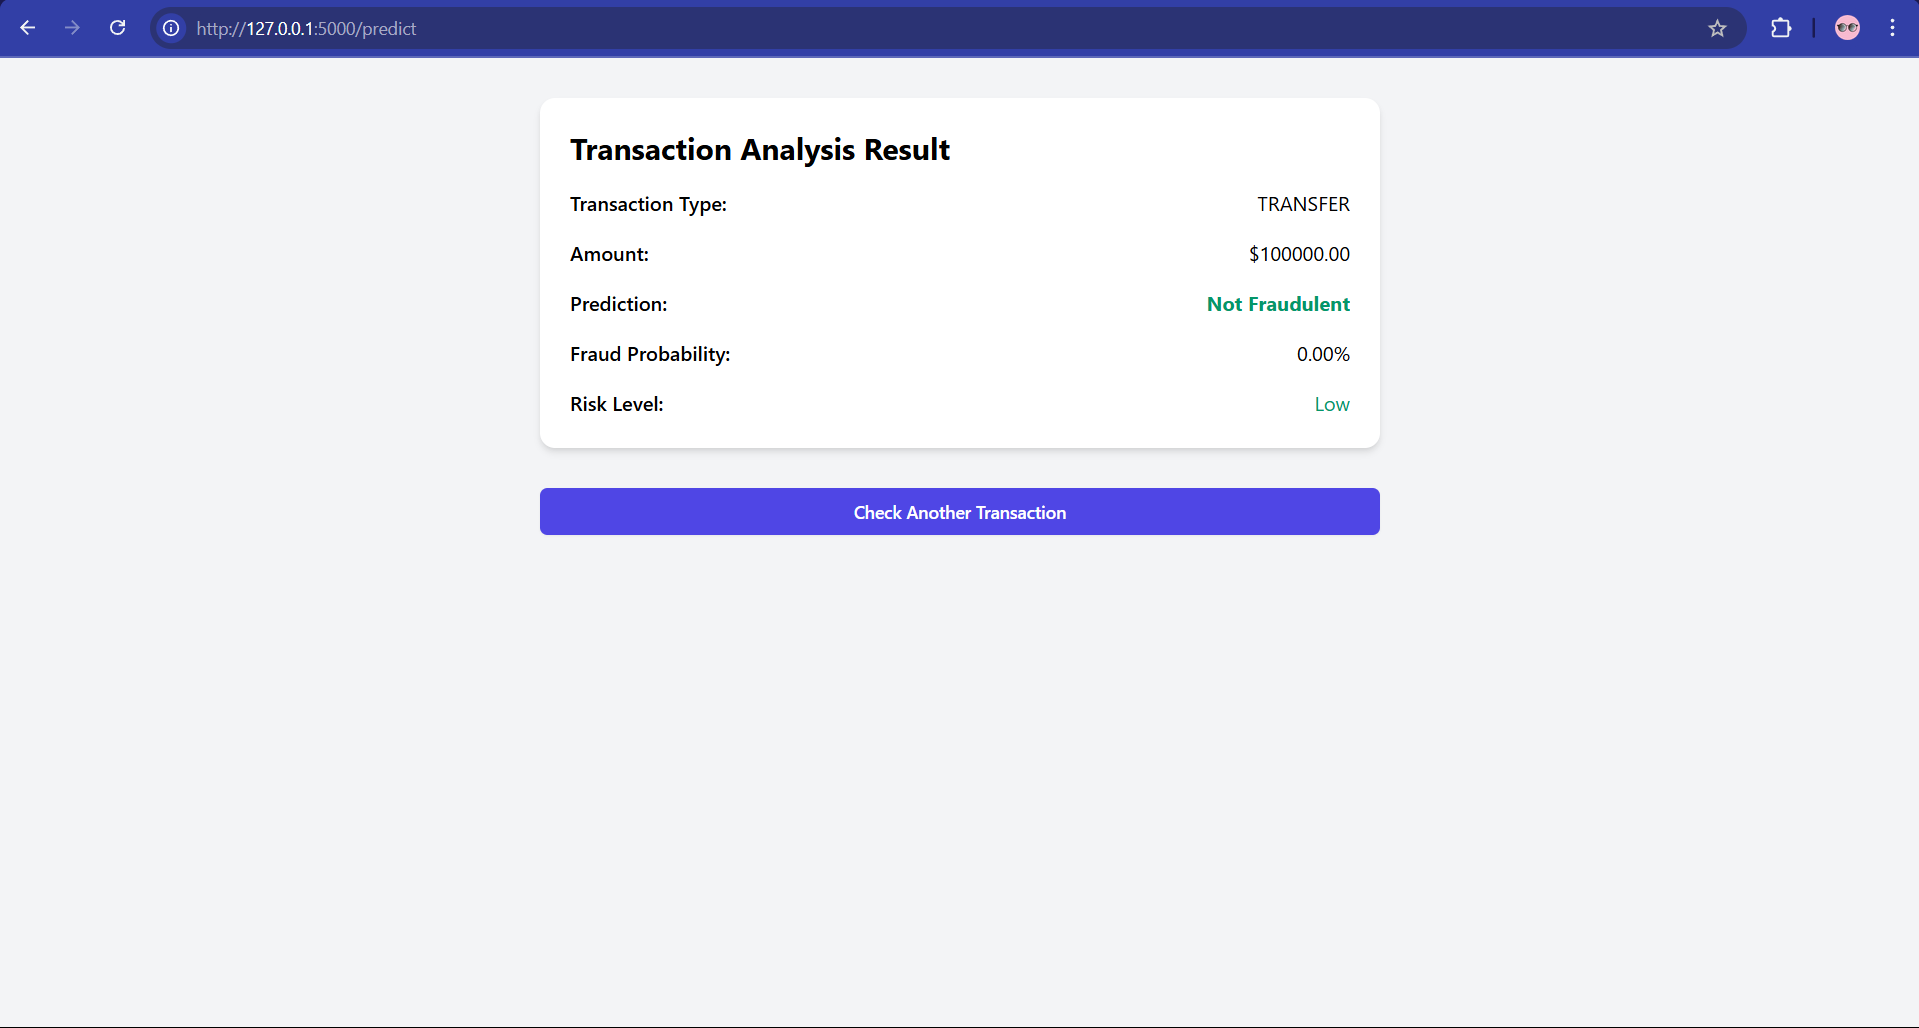 http://127.0.0.1:5000/predict
Transaction Analysis Result
Transaction Type: TRANSFER
Amount: $100000.00
Prediction: Not Fraudulent
Fraud Probability: 0.00%
Risk Level: Low
Check Another Transaction